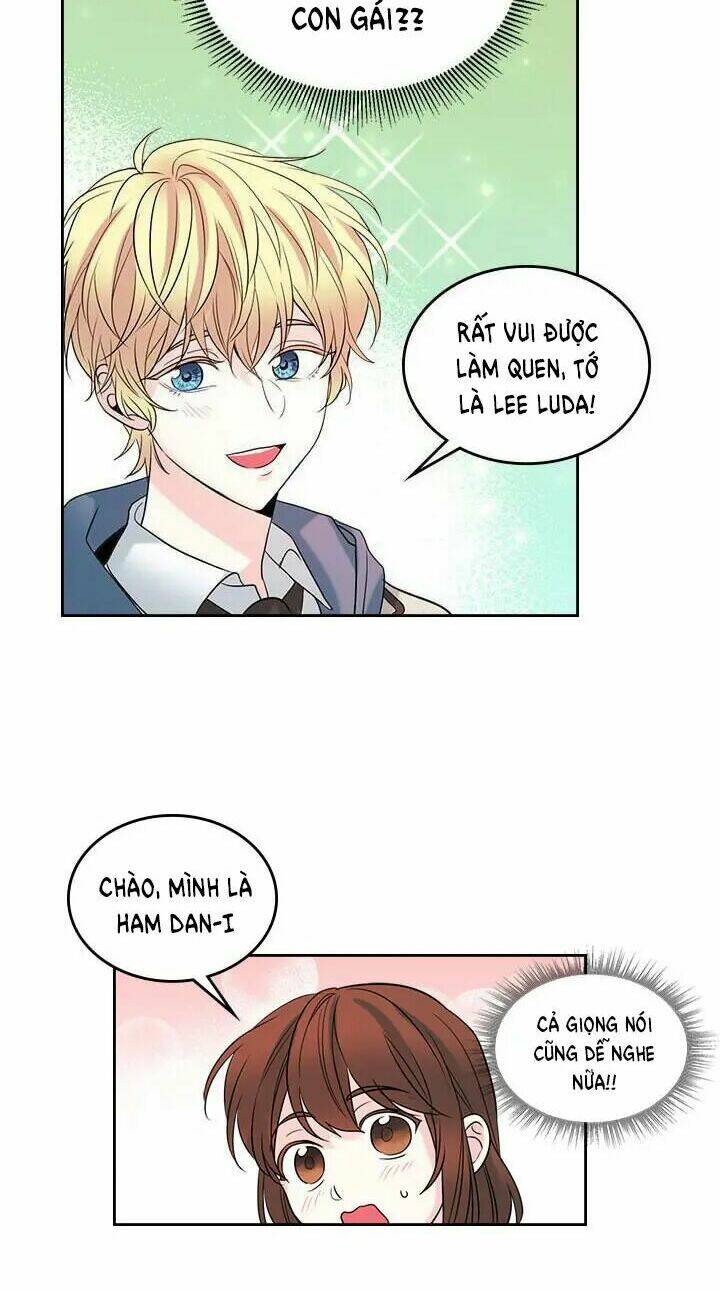 CON GÁI??
RẤT VUI ĐƯỢC
LÀM QUEN, TỚ
LÀ LEE LUDA!
CHÀO, MÌNH LÀ
HAM DAN-I
CẢ GIỌNG NÓI
CŨNG DỄ NGHE
NỮA!!